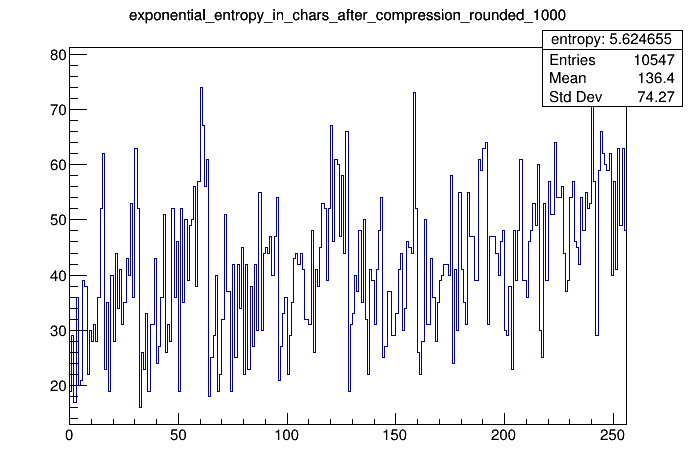 exponential_entropy_in_chars_after_compression_rounded_1000
entropy: 5.624655
Entries 10547
Mean 136.4
Std Dev 74.27
80
70
60
50
40
30
20
0 50 100 150 200 250